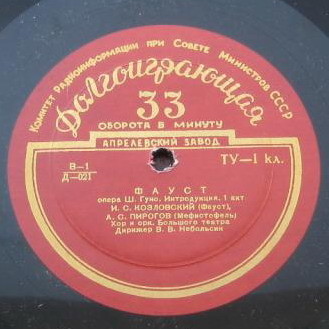 Комитет Радиоинформации при Совете Министров СССР
Долгоиграющая
33
ОБОРОТА В МИНУТУ
АПРЕЛЕВСКИЙ ЗАВОД
В-1
Д—021
ТУ—1 кл.
ФАУСТ
опера Ш. Гуно. Интродукция. 1 акт
И. С. КОЗЛОВСКИЙ (Фауст),
А. С. ПИРОГОВ (Мефистофель)
Хор и орк. Большого театра
Дирижер В. В. Небольсин